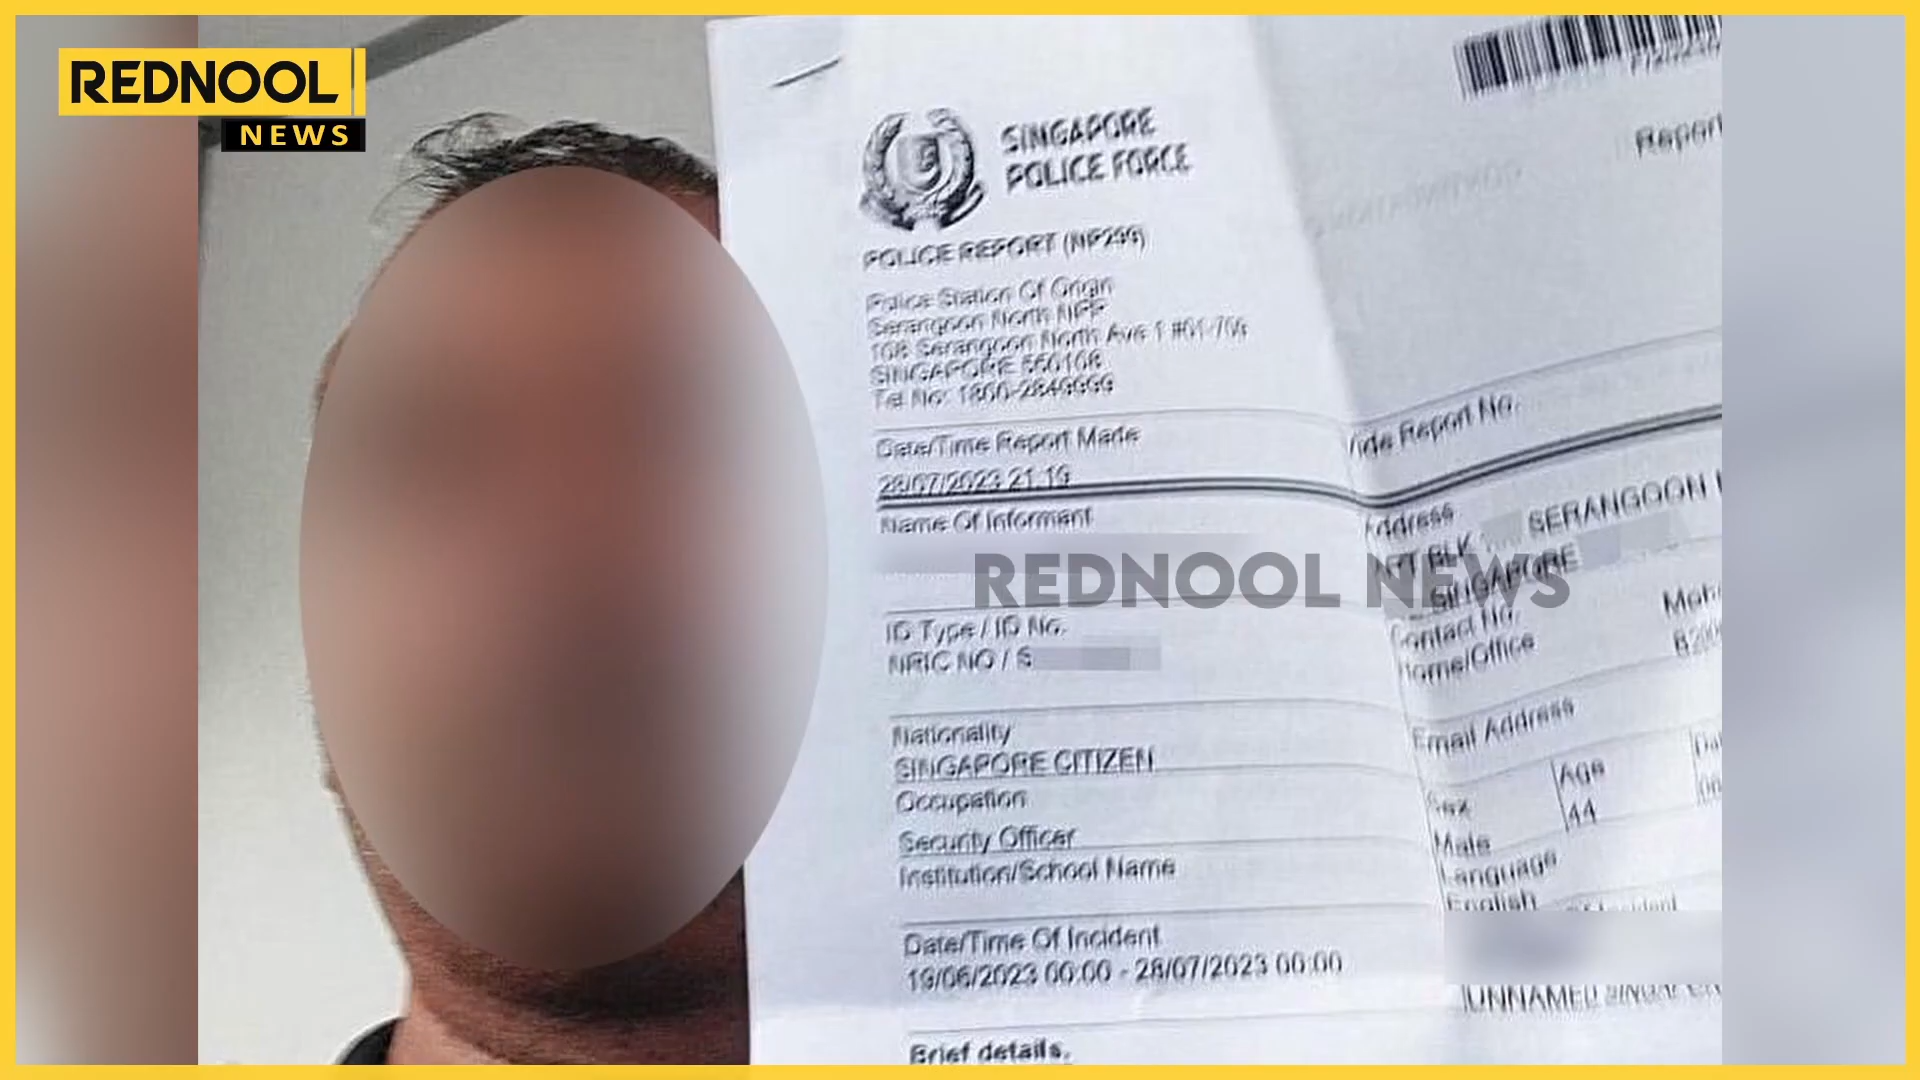 REDNOOL
NEWS
SINGAPORE
POLICE FORCE
Report
POLICE REPORT (NP299)
Police Station Of Origin
Serangoon North NPP
108 Serangoon North Ave 1 #01-706
SINGAPORE 550108
Tel No: 1800-2849999
Date/Time Report Made
28/07/2023 21:19
Vide Report No.
Name Of Informant
Address
APT BLK SERANGOON
SINGAPORE
REDNOOL NEWS
ID Type / ID No.
NRIC NO / S
Contact No.
Home/Office
Nationality
SINGAPORE CITIZEN
Email Address
Occupation
Security Officer
Sex
Male
Age
44
Institution/School Name
Language
English
Date/Time Of Incident
19/06/2023 00:00 - 28/07/2023 00:00
UNNAMED
Brief details.